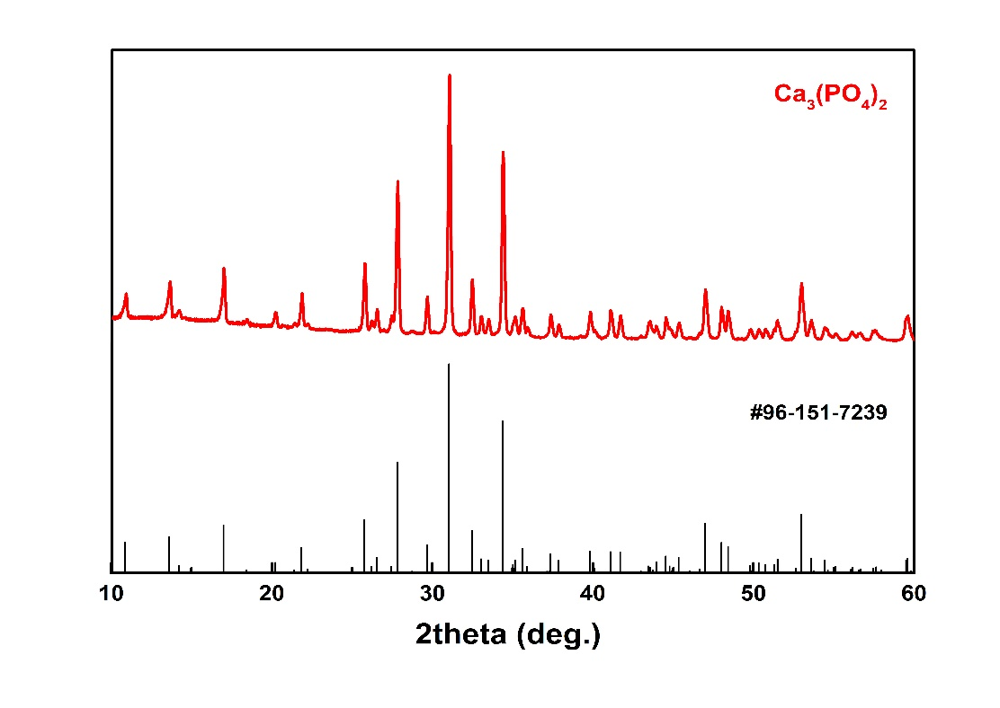 Ca₃(PO₄)₂
#96-151-7239
10 20 30 40 50 60
2theta (deg.)